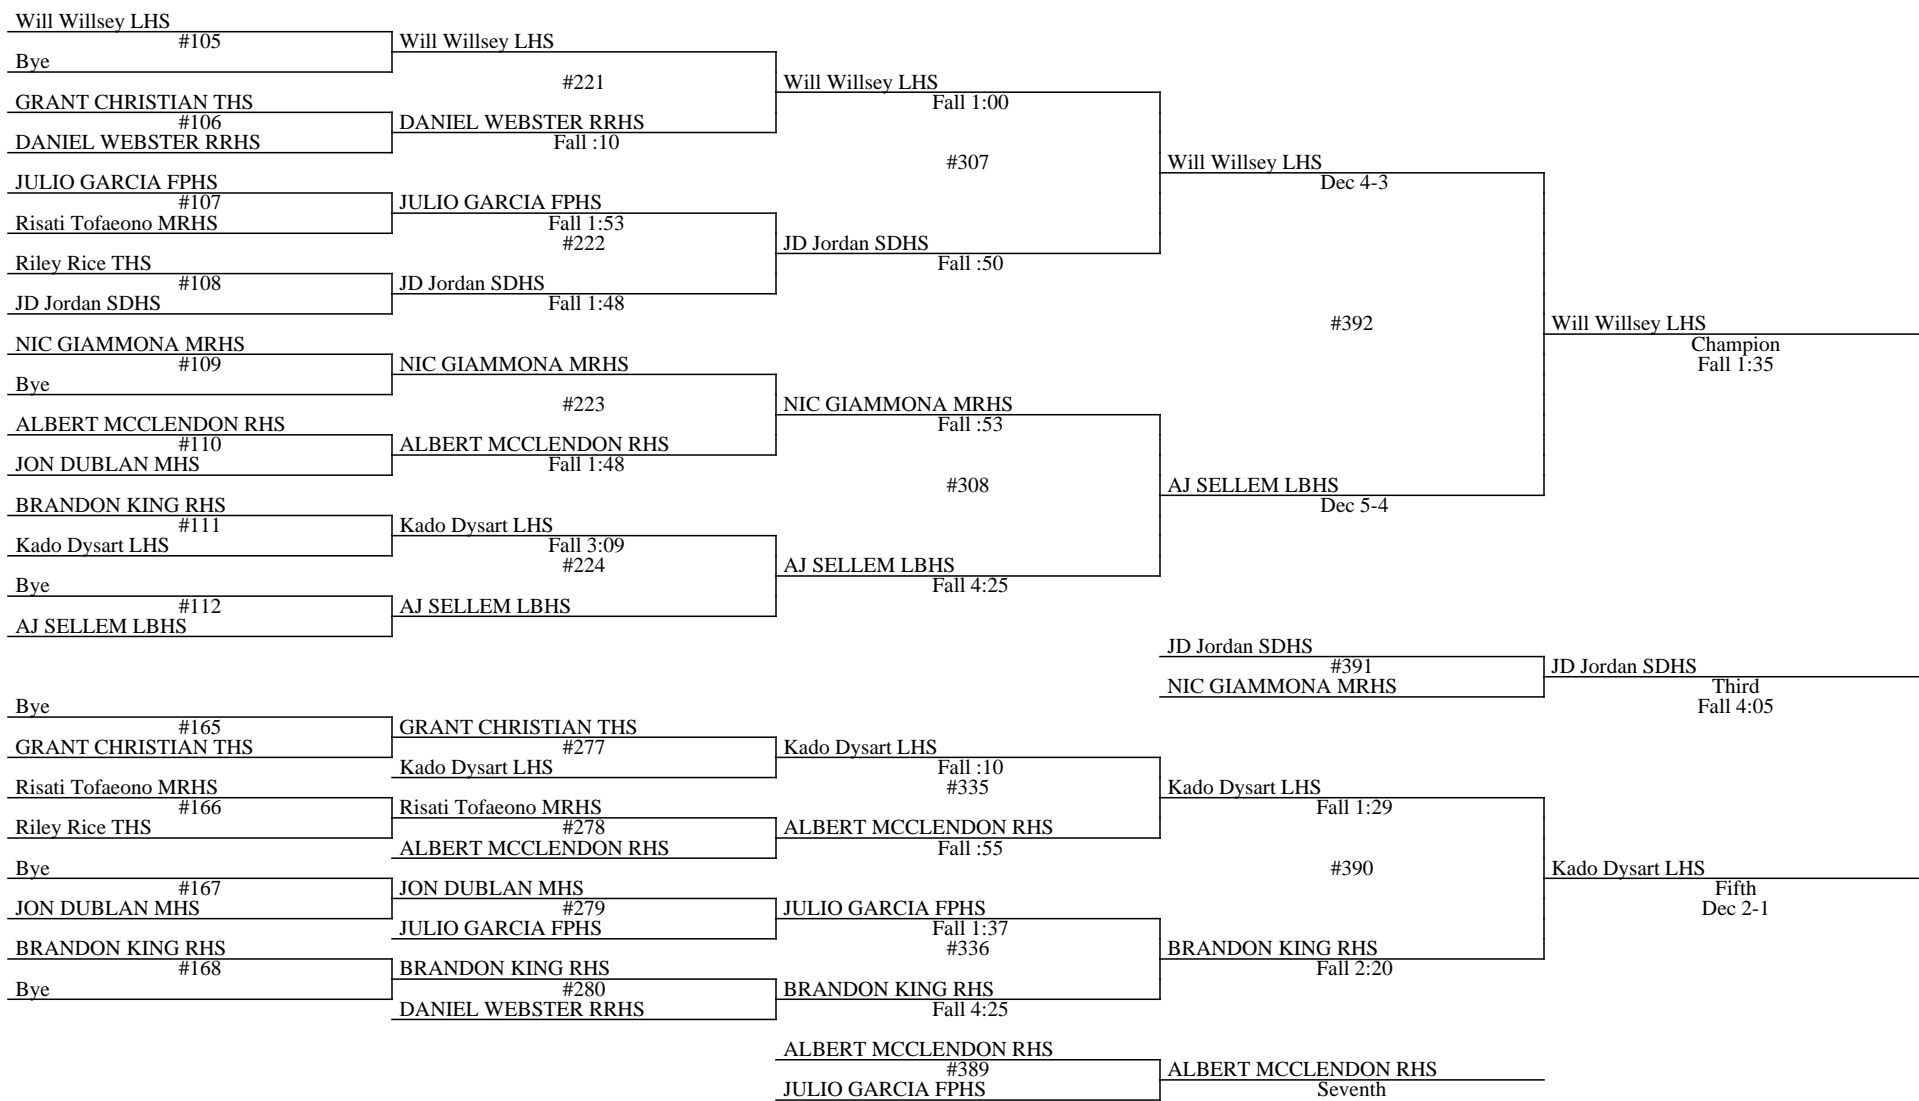 Will Willsey LHS
#105
Bye
Will Willsey LHS
#221
GRANT CHRISTIAN THS
#106
DANIEL WEBSTER RRHS
DANIEL WEBSTER RRHS
Fall :10
Will Willsey LHS
Fall 1:00
#307
JULIO GARCIA FPHS
#107
Risati Tofaeono MRHS
JULIO GARCIA FPHS
Fall 1:53
#222
Riley Rice THS
#108
JD Jordan SDHS
JD Jordan SDHS
Fall 1:48
JD Jordan SDHS
Fall :50
Will Willsey LHS
Dec 4-3
#392
NIC GIAMMONA MRHS
#109
Bye
NIC GIAMMONA MRHS
#223
ALBERT MCCLENDON RHS
#110
JON DUBLAN MHS
ALBERT MCCLENDON RHS
Fall 1:48
NIC GIAMMONA MRHS
Fall :53
#308
BRANDON KING RHS
#111
Kado Dysart LHS
Kado Dysart LHS
Fall 3:09
#224
Bye
#112
AJ SELLEM LBHS
AJ SELLEM LBHS
AJ SELLEM LBHS
Fall 4:25
AJ SELLEM LBHS
Dec 5-4
Will Willsey LHS
Champion
Fall 1:35
JD Jordan SDHS
#391
NIC GIAMMONA MRHS
JD Jordan SDHS
Third
Fall 4:05
Bye
#165
GRANT CHRISTIAN THS
GRANT CHRISTIAN THS
#277
Kado Dysart LHS
Kado Dysart LHS
Fall :10
#335
Risati Tofaeono MRHS
#166
Riley Rice THS
Risati Tofaeono MRHS
#278
ALBERT MCCLENDON RHS
ALBERT MCCLENDON RHS
Fall :55
Kado Dysart LHS
Fall 1:29
#390
Bye
#167
JON DUBLAN MHS
JON DUBLAN MHS
#279
JULIO GARCIA FPHS
JULIO GARCIA FPHS
Fall 1:37
#336
BRANDON KING RHS
#168
Bye
BRANDON KING RHS
#280
DANIEL WEBSTER RRHS
BRANDON KING RHS
Fall 4:25
BRANDON KING RHS
Fall 2:20
Kado Dysart LHS
Fifth
Dec 2-1
ALBERT MCCLENDON RHS
#389
JULIO GARCIA FPHS
ALBERT MCCLENDON RHS
Seventh